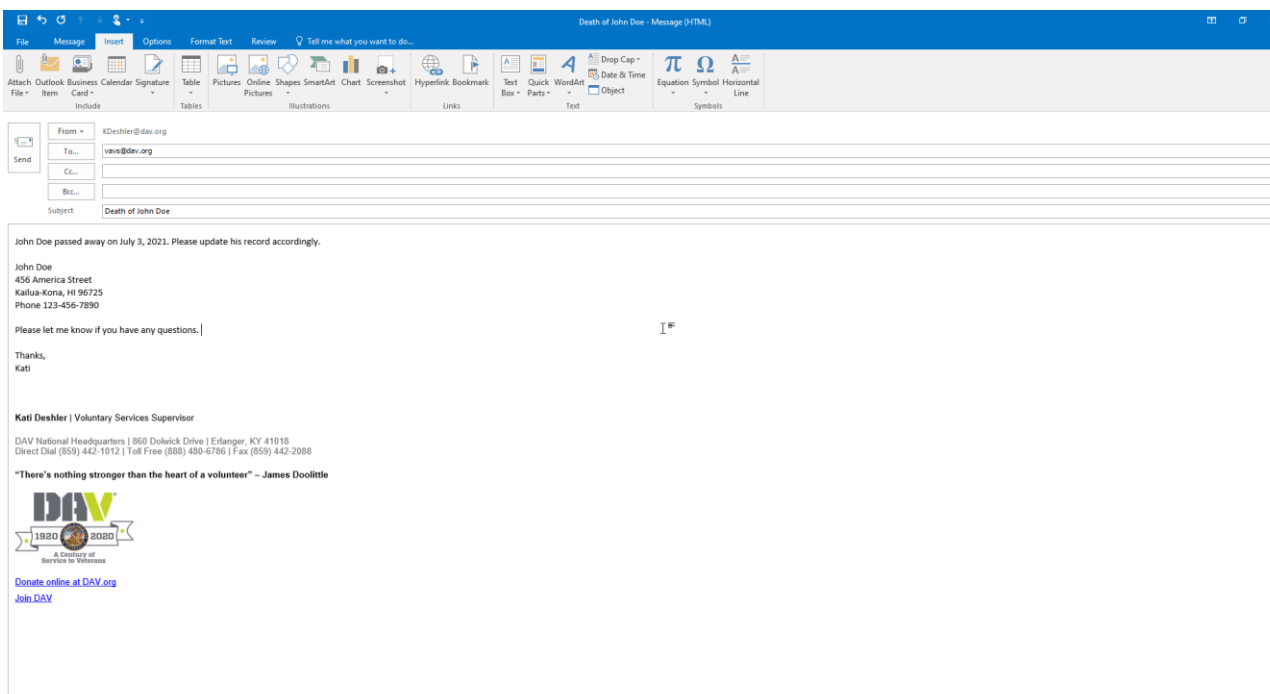 Death of John Doe - Message (HTML)
File Message Insert Options Format Text Review Tell me what you want to do...
Attach File Outlook Item Business Card Calendar Signature Table Pictures Online Pictures Shapes SmartArt Chart Screenshot Hyperlink Bookmark Text Box Quick Parts WordArt Drop Cap Date & Time Object Equation Symbol Horizontal Line
Include Tables Illustrations Links Text Symbols
Send
From KDeshler@dav.org
To... vavs@dav.org
Cc...
Bcc...
Subject Death of John Doe
John Doe passed away on July 3, 2021. Please update his record accordingly.
John Doe
456 America Street
Kailua-Kona, HI 96725
Phone 123-456-7890
Please let me know if you have any questions.
Thanks,
Kati
Kati Deshler | Voluntary Services Supervisor
DAV National Headquarters | 860 Dolwick Drive | Erlanger, KY 41018
Direct Dial (859) 442-1012 | Toll Free (888) 480-6786 | Fax (859) 442-2088
“There’s nothing stronger than the heart of a volunteer” – James Doolittle
DAV
1920 2020
A Century of
Service to Veterans
Donate online at DAV.org
Join DAV